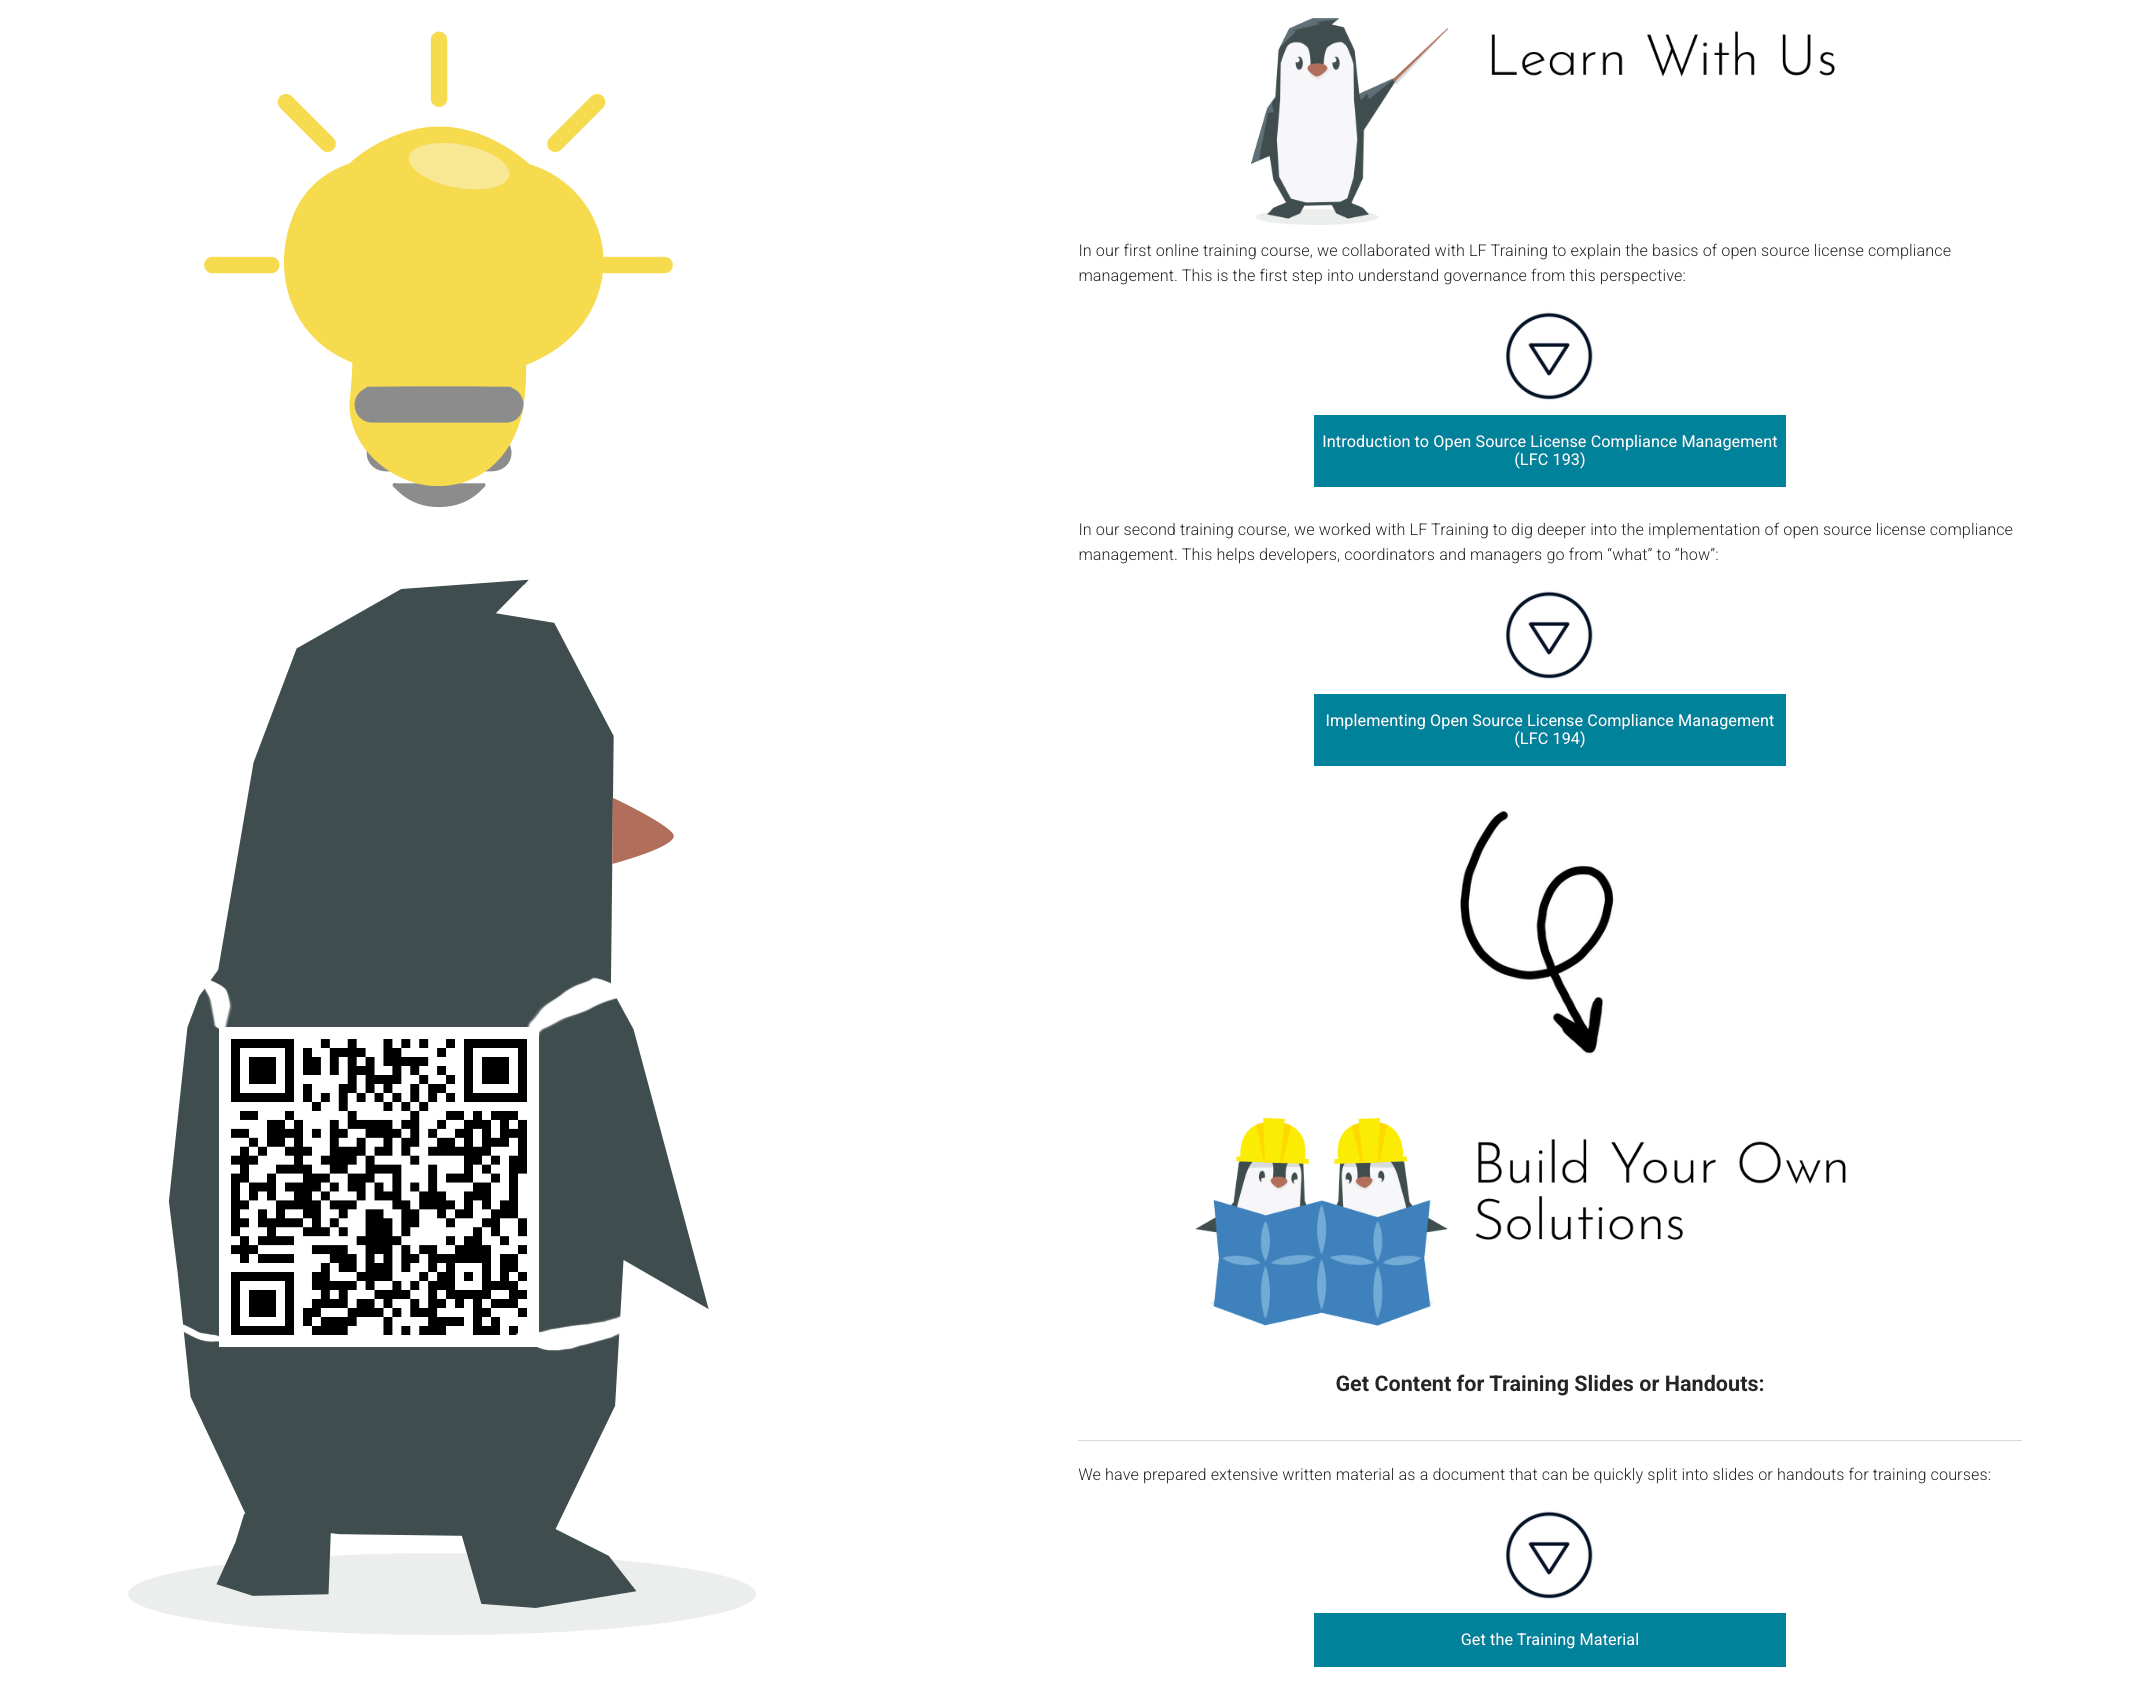 Learn With Us
In our first online training course, we collaborated with LF Training to explain the basics of open source license compliance
management. This is the first step into understand governance from this perspective:
Introduction to Open Source License Compliance Management
(LFC 193)
In our second training course, we worked with LF Training to dig deeper into the implementation of open source license compliance
management. This helps developers, coordinators and managers go from “what” to “how”:
Implementing Open Source License Compliance Management
(LFC 194)
Build Your Own
Solutions
Get Content for Training Slides or Handouts:
We have prepared extensive written material as a document that can be quickly split into slides or handouts for training courses:
Get the Training Material